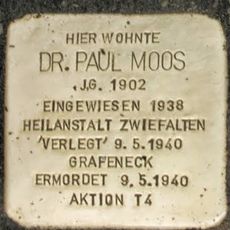 HIER WOHNTE
DR. PAUL MOOS
J.G. 1902
EINGEWIESEN 1938
HEILANSTALT ZWIEFALTEN
'VERLEGT' 9.5.1940
GRAFENECK
ERMORDET 9.5.1940
AKTION T4